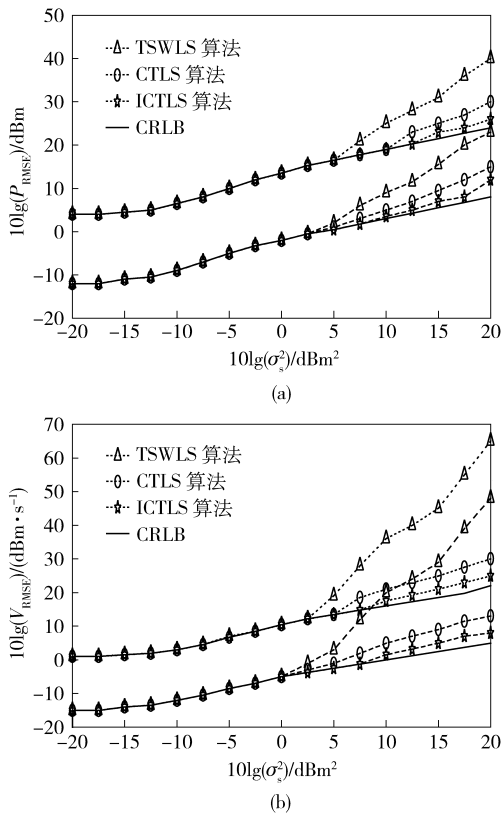 50
40
30
20
10
0
−10
−20
10lg(P_RMSE)/dBm
TSWLS 算法
CTLS 算法
ICTLS 算法
CRLB
−20 −15 −10 −5 0 5 10 15 20
10lg(σ_s^2)/dBm^2
(a)
70
60
50
40
30
20
10
0
−10
−20
10lg(V_RMSE)/(dBm·s^−1)
TSWLS 算法
CTLS 算法
ICTLS 算法
CRLB
−20 −15 −10 −5 0 5 10 15 20
10lg(σ_s^2)/dBm^2
(b)